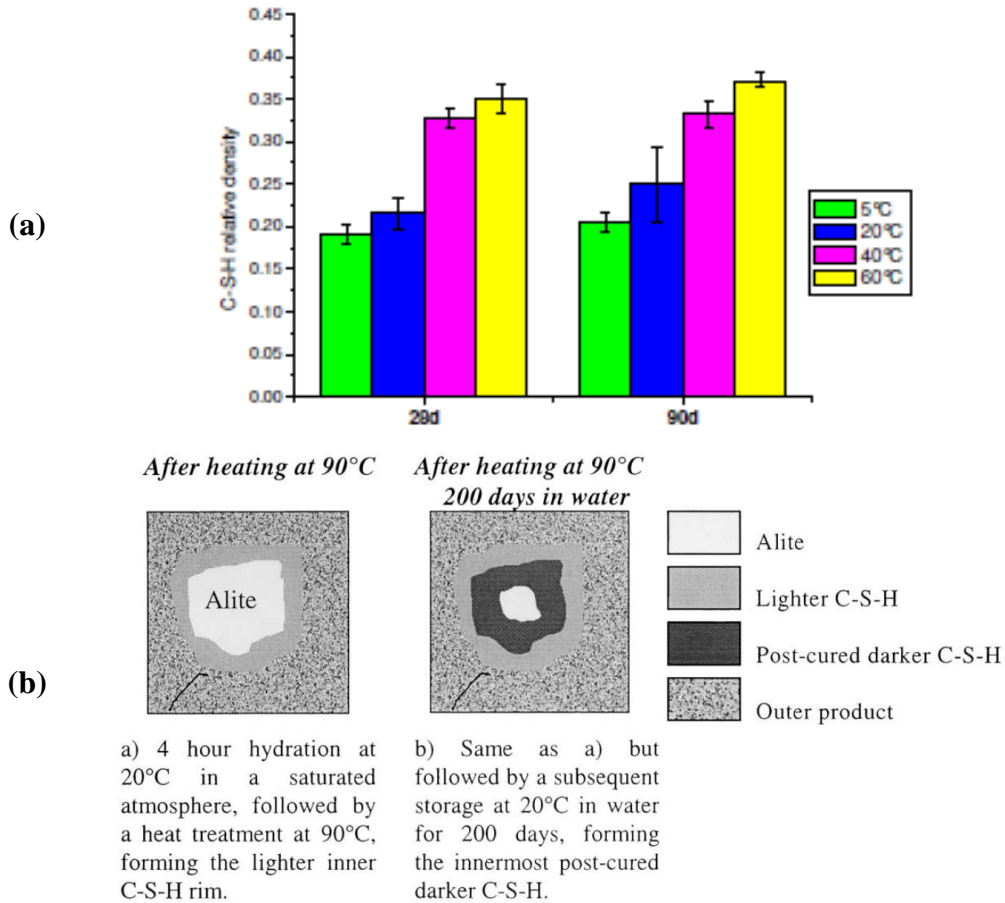 (a)
C-S-H relative density
0.45
0.40
0.35
0.30
0.25
0.20
0.15
0.10
0.05
0.00
28d
90d
5°C
20°C
40°C
60°C
(b)
After heating at 90°C
After heating at 90°C
200 days in water
Alite
Alite
Lighter C-S-H
Post-cured darker C-S-H
Outer product
a) 4 hour hydration at
20°C in a saturated
atmosphere, followed by
a heat treatment at 90°C,
forming the lighter inner
C-S-H rim.
b) Same as a) but
followed by a subsequent
storage at 20°C in water
for 200 days, forming
the innermost post-cured
darker C-S-H.